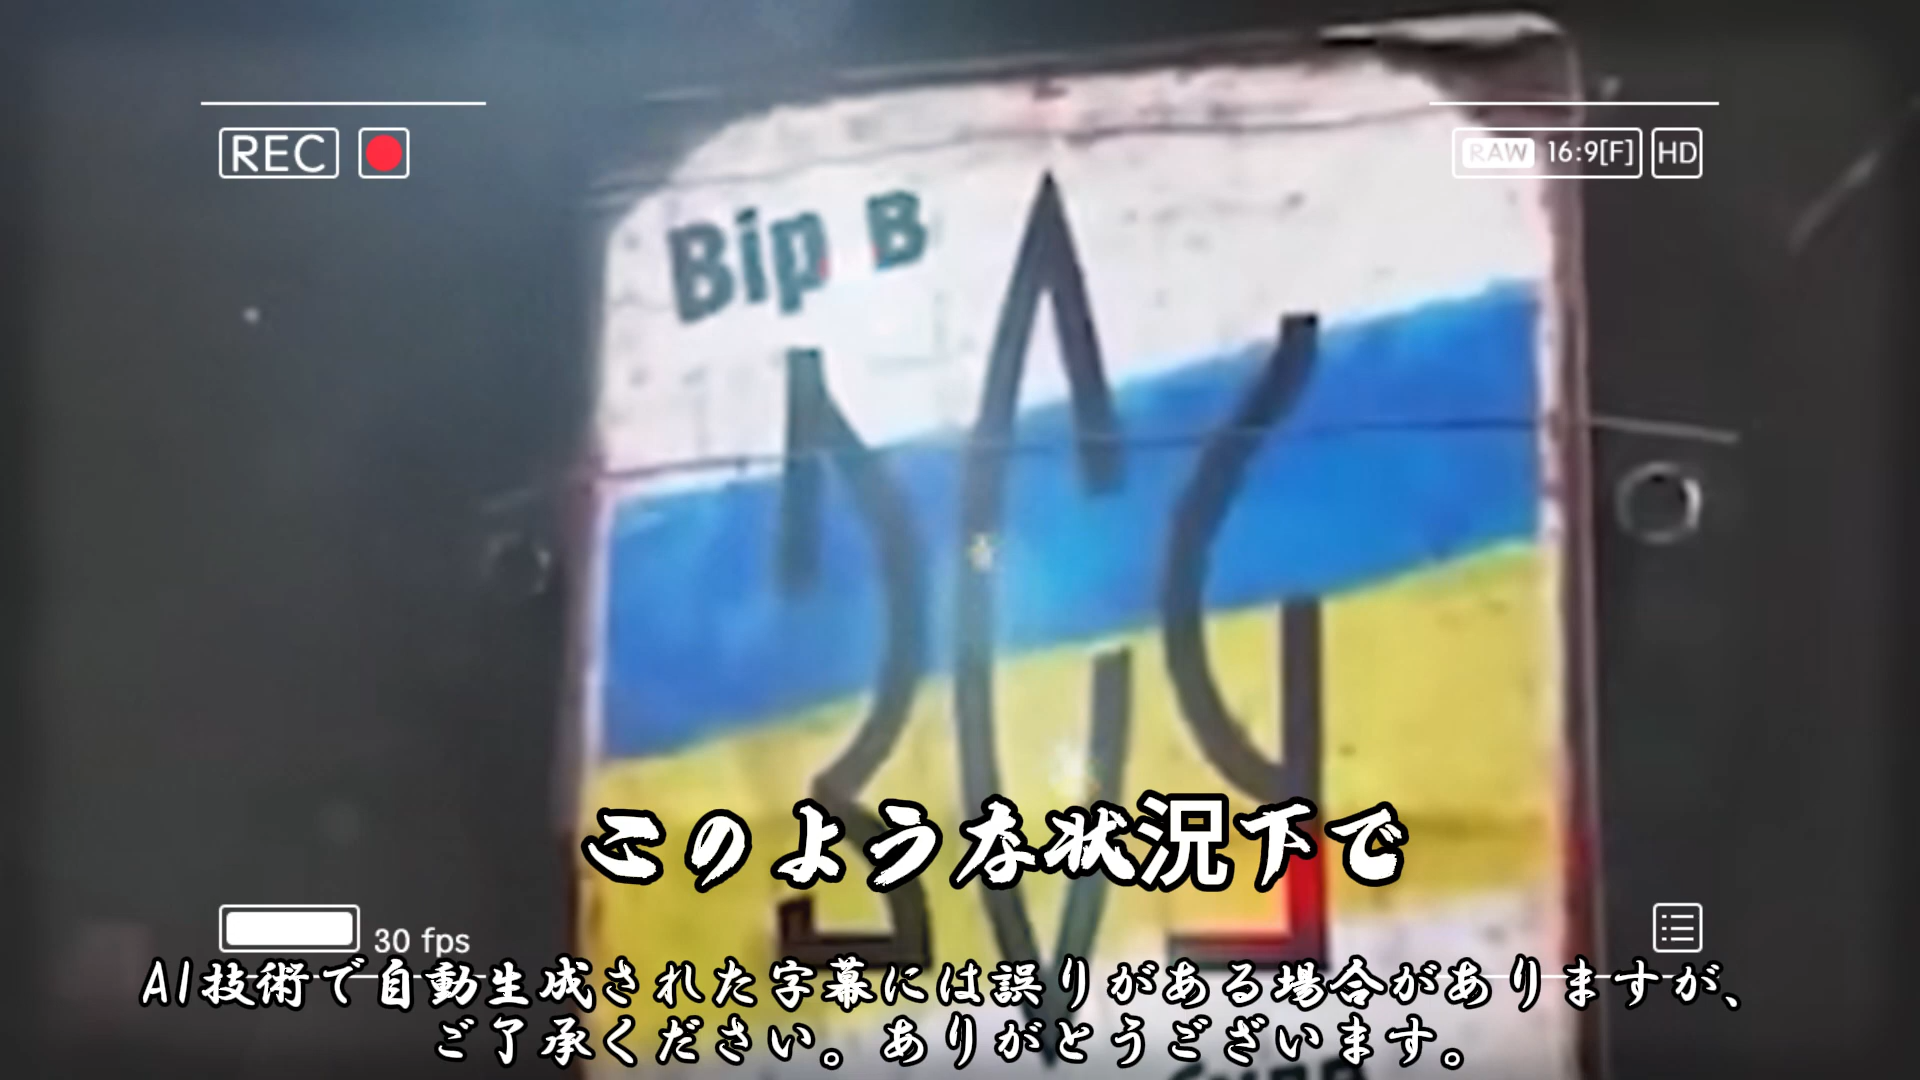 REC
RAW 16:9[F] HD
Вір в
このような状況下で
30 fps
AI技術で自動生成された字幕には誤りがある場合がありますが、
ご了承ください。ありがとうございます。